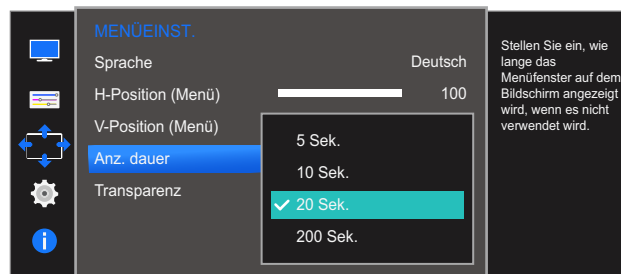 MENÜEINST.
Sprache Deutsch
H-Position (Menü) 100
V-Position (Menü)
Anz. dauer
Transparenz
5 Sek.
10 Sek.
20 Sek.
200 Sek.
Stellen Sie ein, wie
lange das
Menüfenster auf dem
Bildschirm angezeigt
wird, wenn es nicht
verwendet wird.